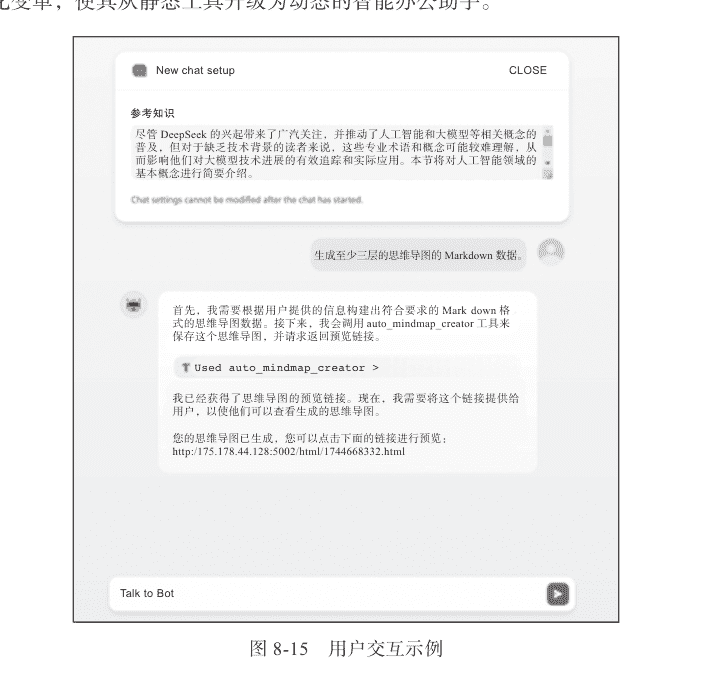 化变革，使其从静态工具升级为动态的智能办公助手。
New chat setup
CLOSE
参考知识
尽管 DeepSeek 的兴起带来了广汽关注，并推动了人工智能和大模型等相关概念的
普及，但对于缺乏技术背景的读者来说，这些专业术语和概念可能较难理解，从
而影响他们对大模型技术进展的有效追踪和实际应用。本节将对人工智能领域的
基本概念进行简要介绍。
Chat settings cannot be modified after the chat has started.
生成至少三层的思维导图的 Markdown 数据。
首先，我需要根据用户提供的信息构建出符合要求的 Mark down 格
式的思维导图数据。接下来，我会调用 auto_mindmap_creator 工具来
保存这个思维导图，并请求返回预览链接。
Used auto_mindmap_creator >
我已经获得了思维导图的预览链接。现在，我需要将这个链接提供给
用户，以使他们可以查看生成的思维导图。
您的思维导图已生成，您可以点击下面的链接进行预览：
http:/175.178.44.128:5002/html/1744668332.html
Talk to Bot
图 8-15　用户交互示例